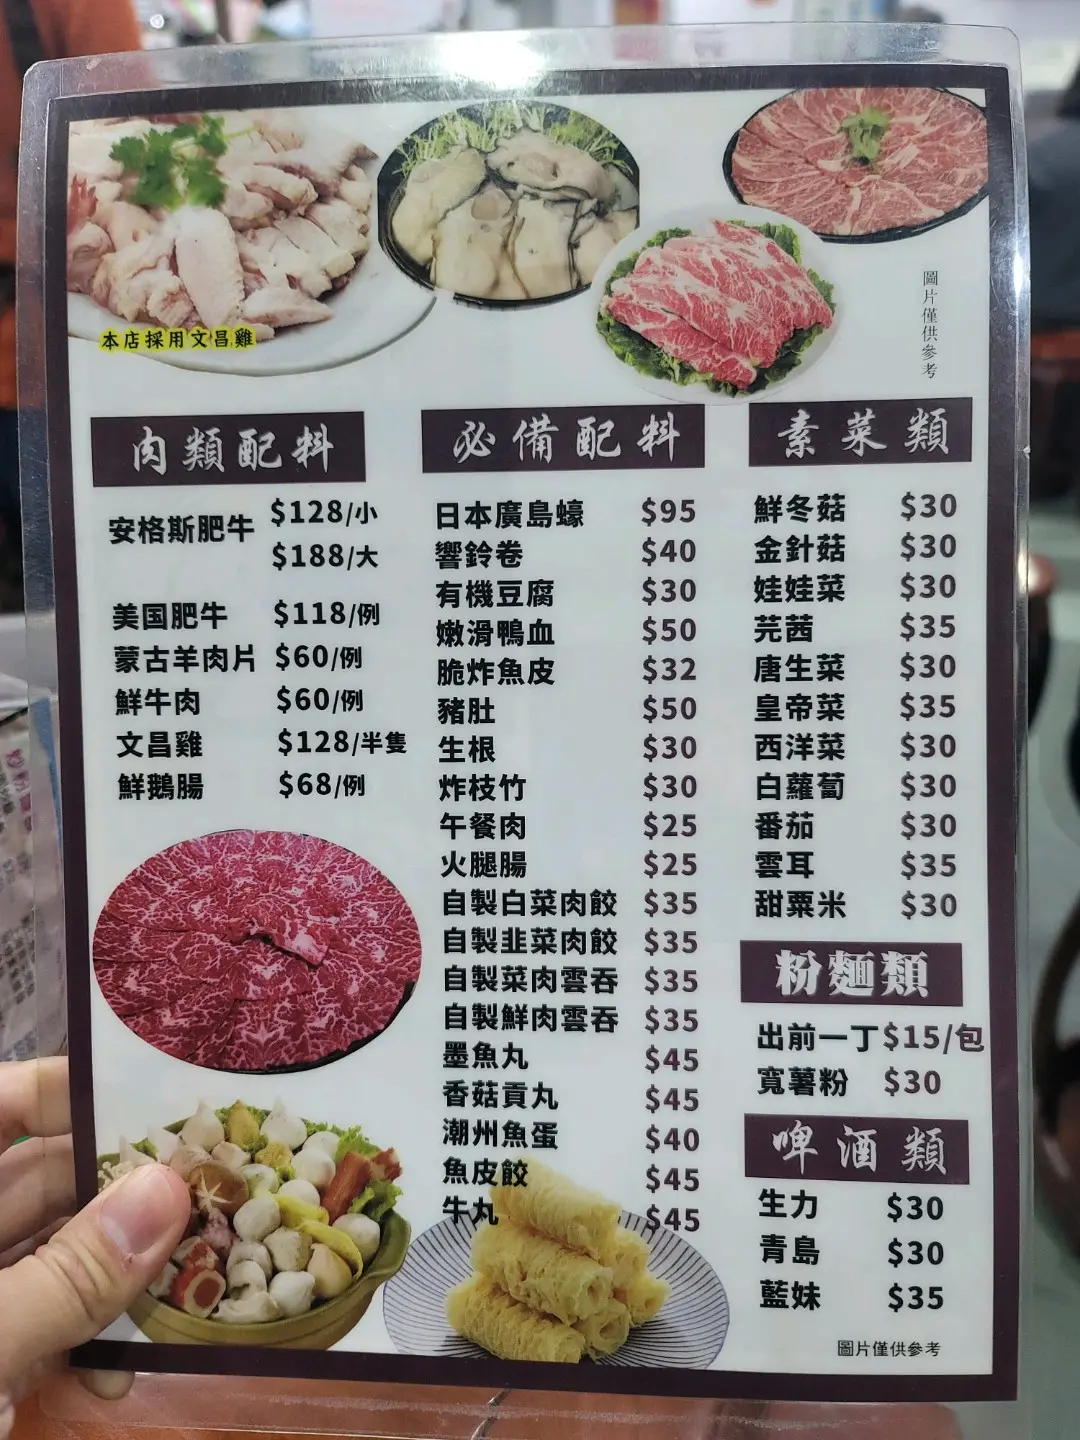 本店採用文昌雞
圖片僅供參考
肉類配料
安格斯肥牛 $128/小
$188/大
美国肥牛 $118/例
蒙古羊肉片 $60/例
鮮牛肉 $60/例
文昌雞 $128/半隻
鮮鵝腸 $68/例
必備配料
日本廣島蠔 $95
響鈴卷 $40
有機豆腐 $30
嫩滑鴨血 $50
脆炸魚皮 $32
豬肚 $50
生根 $30
炸枝竹 $30
午餐肉 $25
火腿腸 $25
自製白菜肉餃 $35
自製韭菜肉餃 $35
自製菜肉雲吞 $35
自製鮮肉雲吞 $35
墨魚丸 $45
香菇貢丸 $45
潮州魚蛋 $40
魚皮餃 $45
牛丸 $45
素菜類
鮮冬菇 $30
金針菇 $30
娃娃菜 $30
芫茜 $35
唐生菜 $30
皇帝菜 $35
西洋菜 $30
白蘿蔔 $30
番茄 $30
雲耳 $35
甜粟米 $30
粉麵類
出前一丁 $15/包
寬薯粉 $30
啤酒類
生力 $30
青島 $30
藍妹 $35
圖片僅供參考